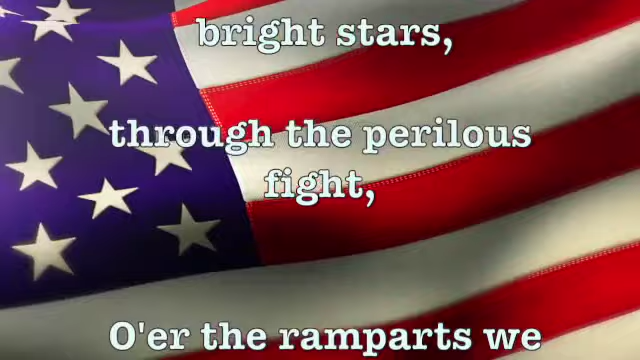 bright stars,
through the perilous
fight,
O'er the ramparts we